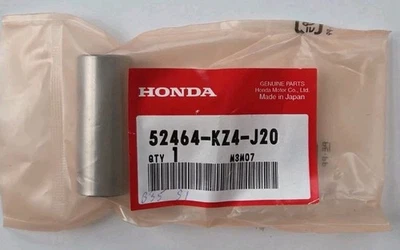 HONDA
GENUINE PARTS
Honda Motor Co., Ltd.
Made in Japan
52464-KZ4-J20
QTY 1 M3M07